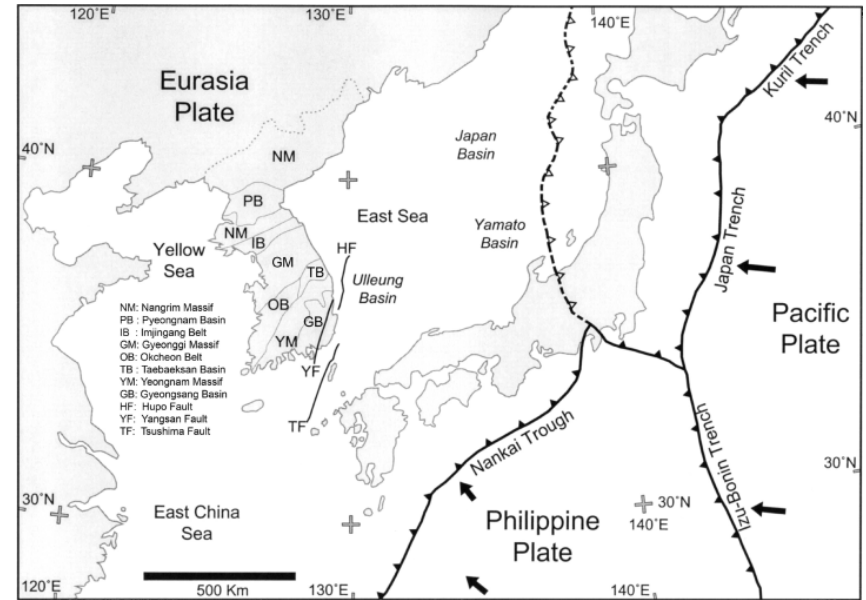 120°E
130°E
140°E
Eurasia
Plate
Kuril Trench
40°N
40°N
NM
Japan
Basin
PB
East Sea
NM
IB
Yellow
Sea
HF
Yamato
Basin
Japan Trench
GM
TB
Ulleung
Basin
OB
GB
YM
Pacific
Plate
NM: Nangrim Massif
PB : Pyeongnam Basin
IB : Imjingang Belt
GM: Gyeonggi Massif
OB: Okcheon Belt
TB : Taebaeksan Basin
YM: Yeongnam Massif
GB: Gyeongsang Basin
HF: Hupo Fault
YF: Yangsan Fault
TF: Tsushima Fault
YF
TF
Nankai Trough
Izu-Bonin Trench
30°N
30°N
30°N
140°E
East China
Sea
Philippine
Plate
500 Km
120°E
130°E
140°E